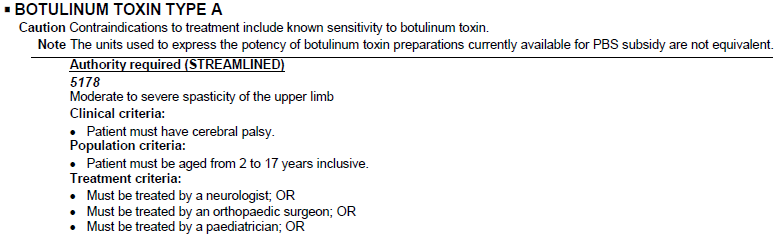 ▪ BOTULINUM TOXIN TYPE A
Caution Contraindications to treatment include known sensitivity to botulinum toxin.
Note The units used to express the potency of botulinum toxin preparations currently available for PBS subsidy are not equivalent.
Authority required (STREAMLINED)
5178
Moderate to severe spasticity of the upper limb
Clinical criteria:
• Patient must have cerebral palsy.
Population criteria:
• Patient must be aged from 2 to 17 years inclusive.
Treatment criteria:
• Must be treated by a neurologist; OR
• Must be treated by an orthopaedic surgeon; OR
• Must be treated by a paediatrician; OR